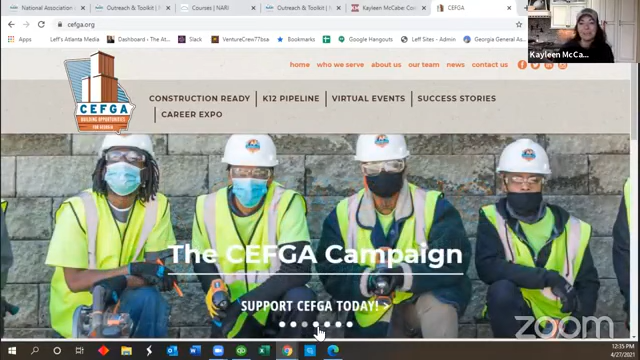 National Association
Outreach & Toolkit |
Courses | NARI
Outreach & Toolkit |
Kayleen McCabe: Co
CEFGA
cefga.org
Apps
Leff's Atlanta Media
Dashboard ‹ The At
Slack
VentureCrew77bsa
Bookmarks
Google Hangouts
Leff Sites - Admin
Georgia General As
Kayleen McCa...
home who we serve about us our team news contact us
CEFGA
BUILDING OPPORTUNITIES
FOR GEORGIA
CONSTRUCTION READY | K12 PIPELINE | VIRTUAL EVENTS | SUCCESS STORIES
| CAREER EXPO
The CEFGA Campaign
SUPPORT CEFGA TODAY! >
zoom
12:35 PM
4/27/2021